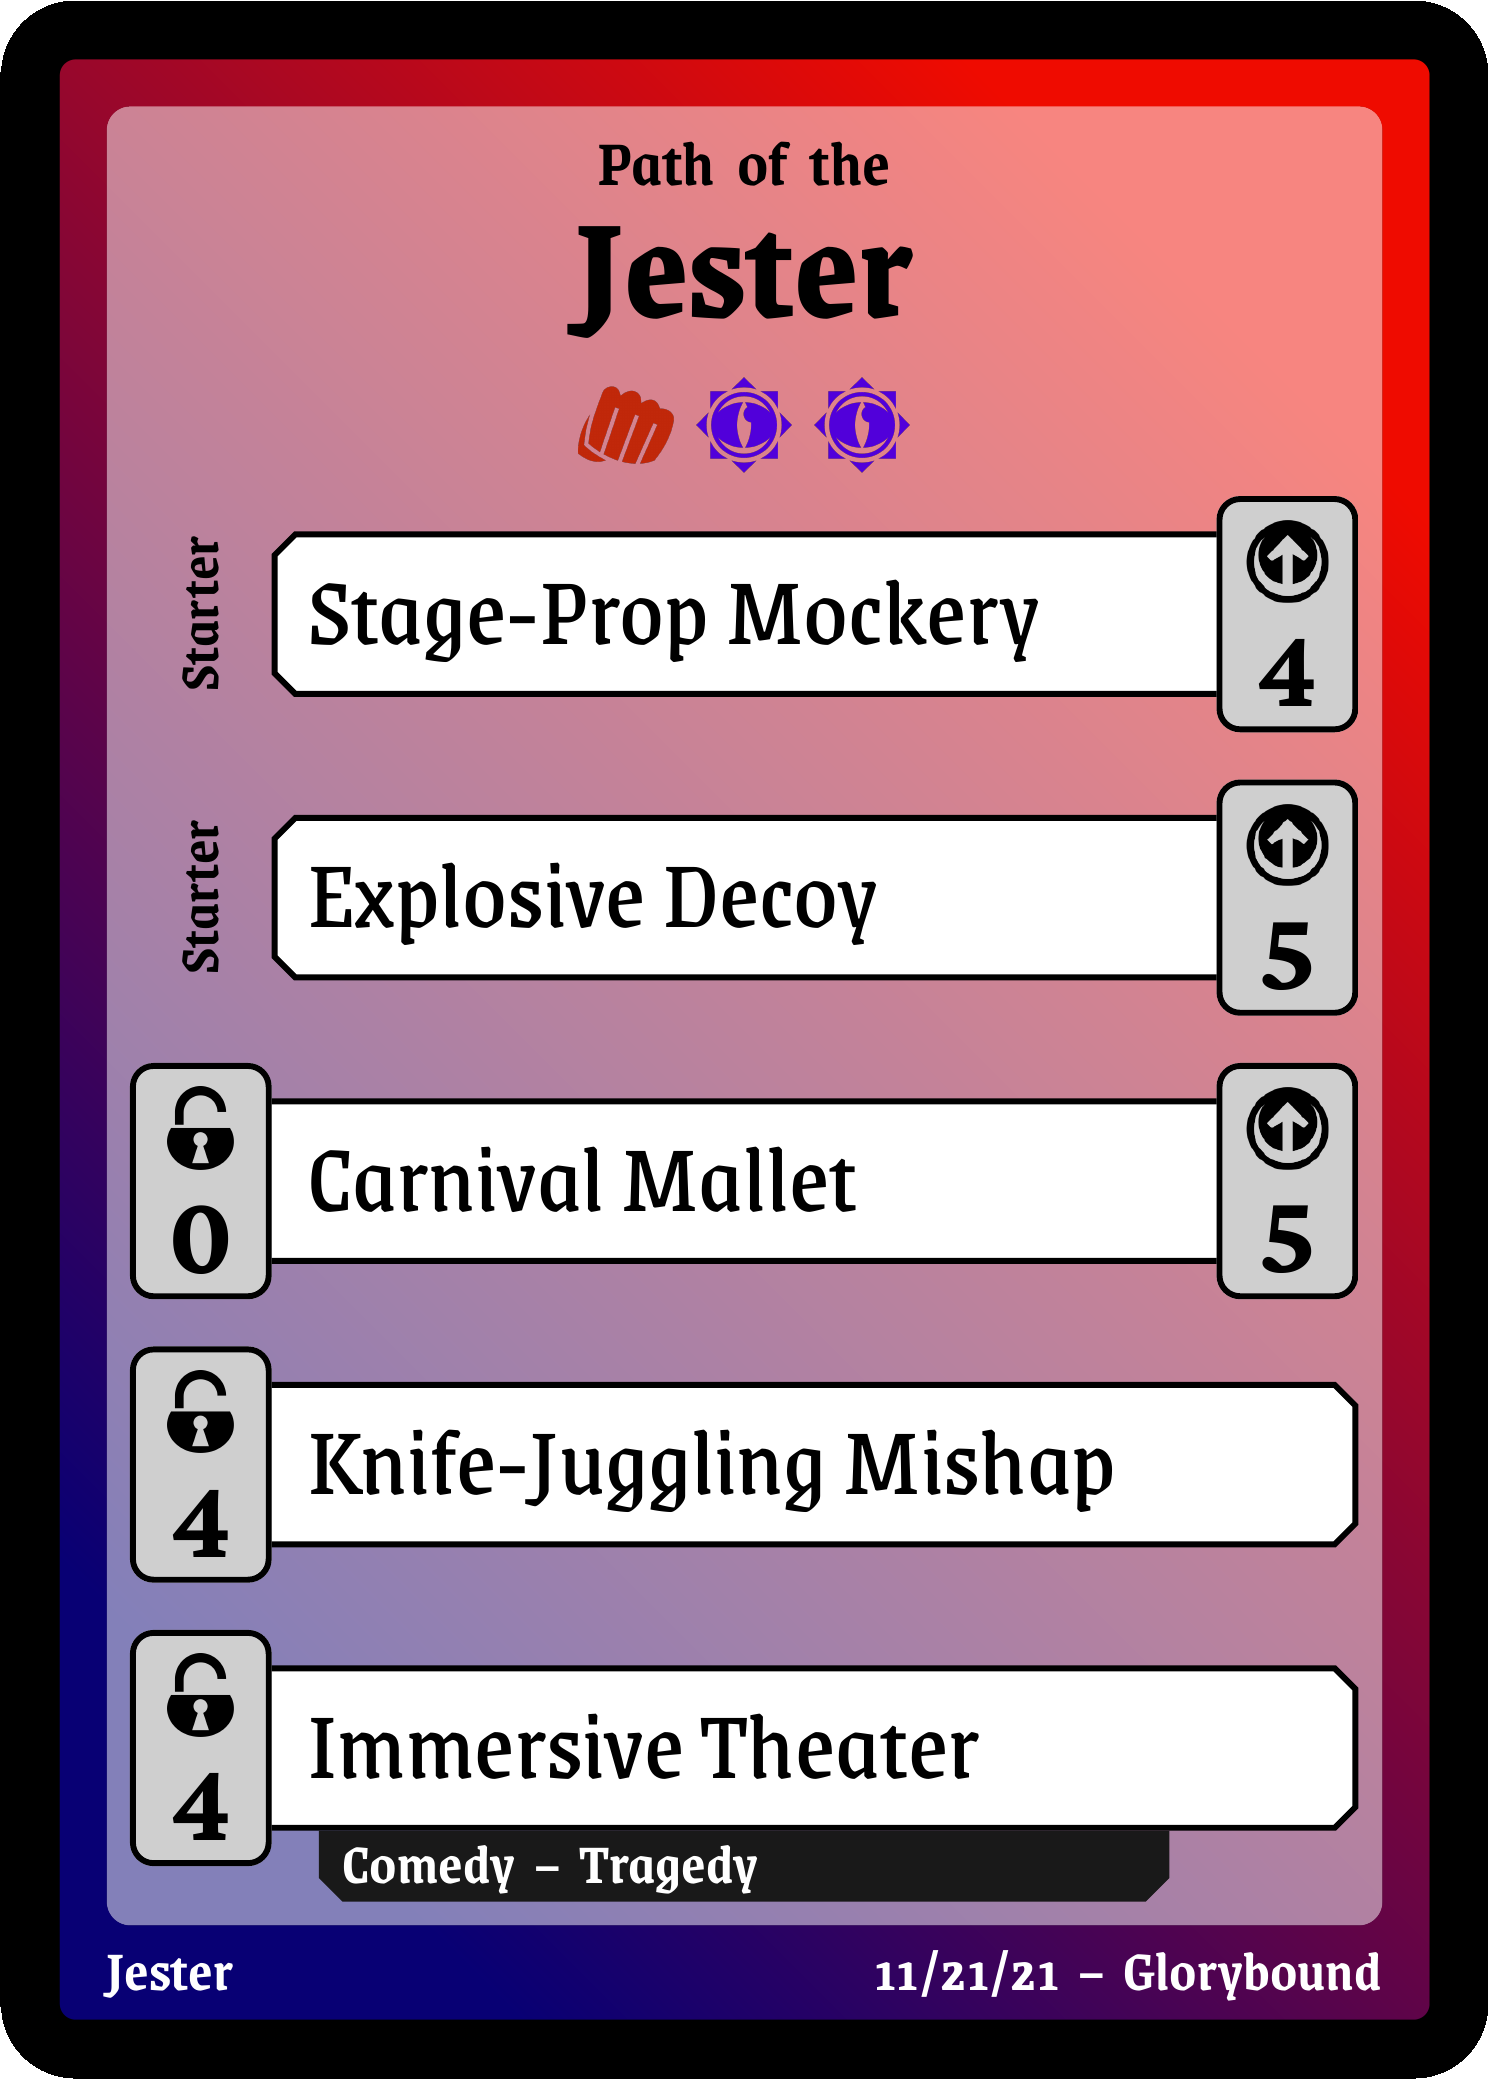 Path of the
Jester
Starter
Stage-Prop Mockery
4
Starter
Explosive Decoy
5
0
Carnival Mallet
5
4
Knife-Juggling Mishap
4
Immersive Theater
Comedy – Tragedy
Jester
11/21/21 – Glorybound